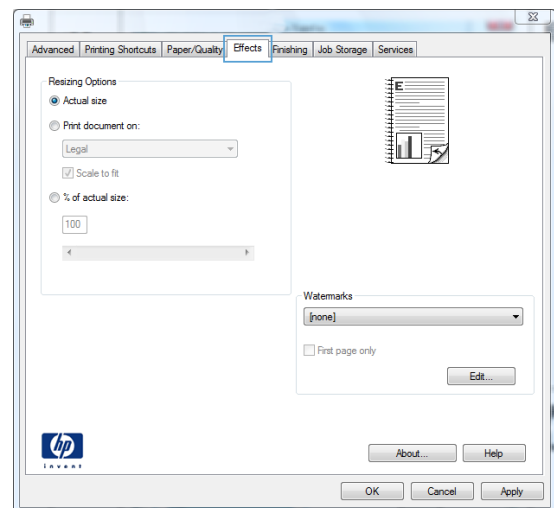 Advanced Printing Shortcuts Paper/Quality Effects Finishing Job Storage Services
Resizing Options
Actual size
Print document on:
Legal
Scale to fit
% of actual size:
100
E
Watermarks
[none]
First page only
Edit...
hp
invent
About... Help
OK Cancel Apply